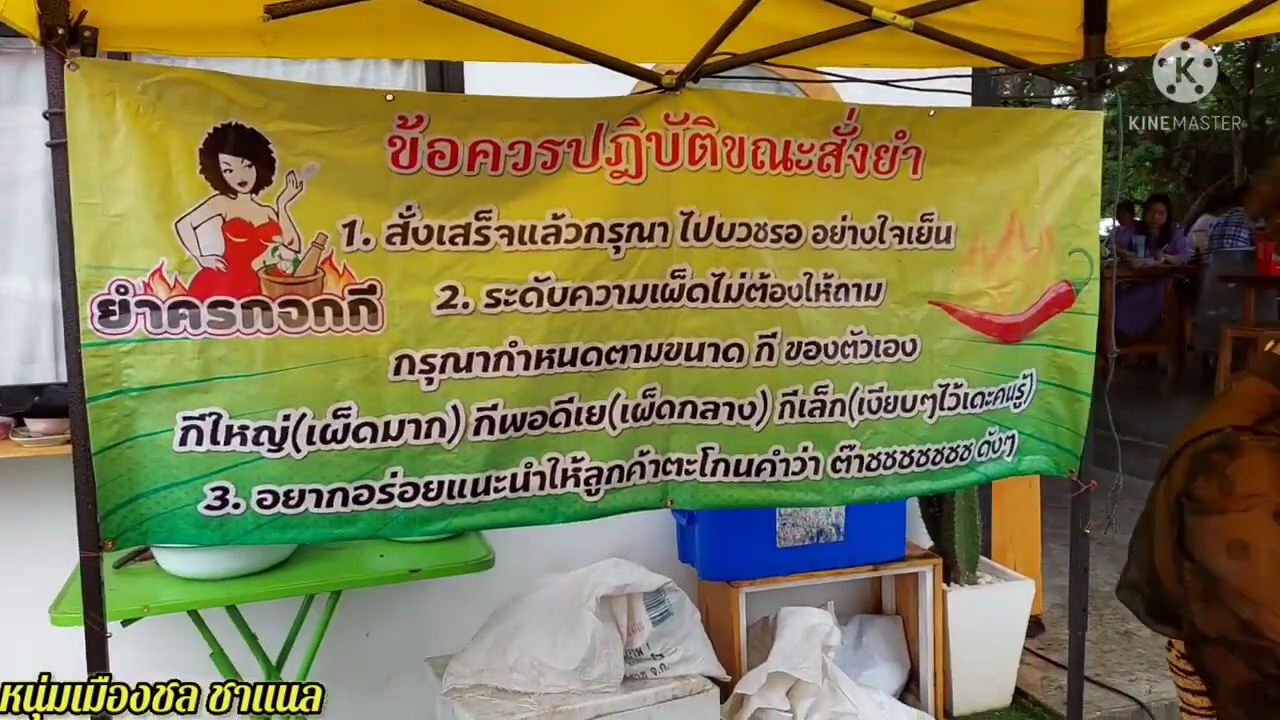 KINEMASTER
ข้อควรปฏิบัติขณะสั่งยำ
1. สั่งเสร็จแล้วกรุณา ไปบวชรอ อย่างใจเย็น
2. ระดับความเผ็ดไม่ต้องให้ถาม
ยำครกจกกี
กรุณากำหนดตามขนาด กี ของตัวเอง
กีใหญ่(เผ็ดมาก) กีพอดีเย(เผ็ดกลาง) กีเล็ก(เงียบๆไว้เดะคนรู้)
3. อยากอร่อยแนะนำให้ลูกค้าตะโกนคำว่า ต๊าชชชชชชช ดังๆ
หนุ่มเมืองชล ชาแนล